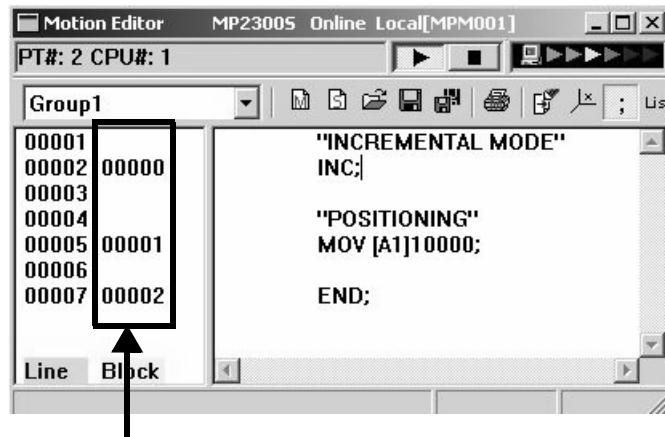 Motion Editor MP2300S Online Local[MPM001]
PT#: 2 CPU#: 1
Group1
M S ; Lis
00001 "INCREMENTAL MODE"
00002 00000 INC;
00003
00004 "POSITIONING"
00005 00001 MOV [A1]10000;
00006
00007 00002 END;
Line Block